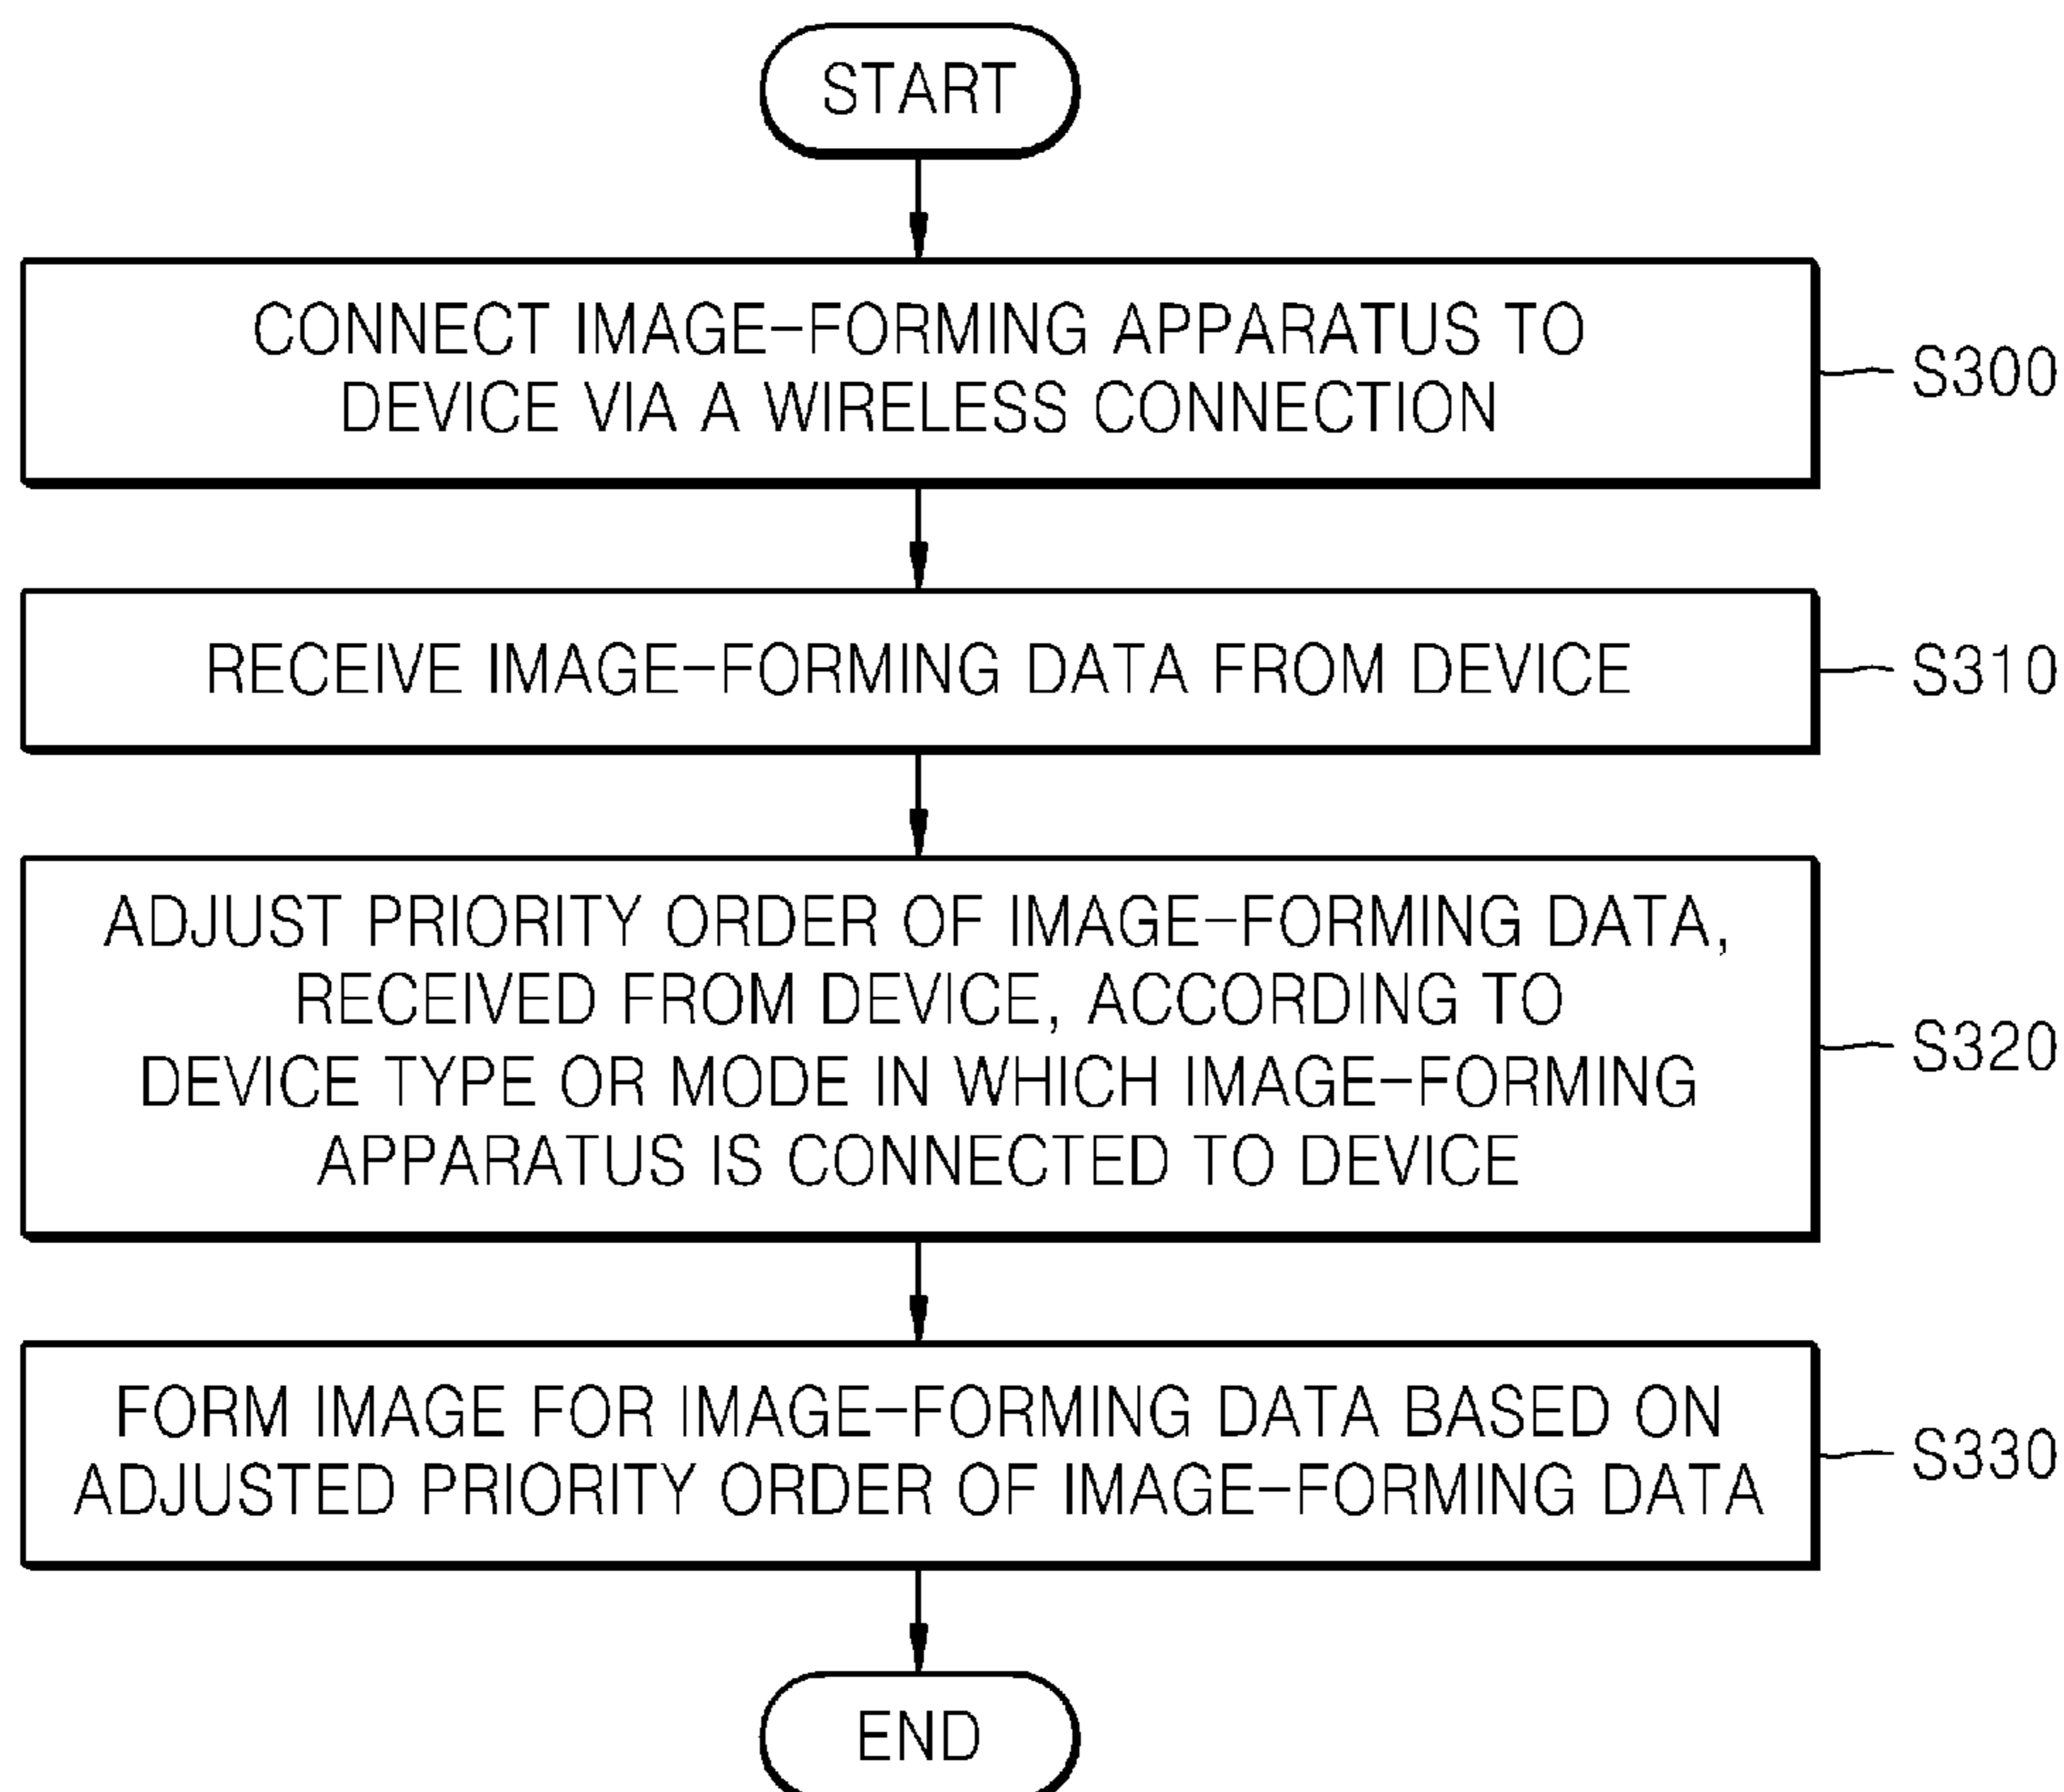 START
CONNECT IMAGE-FORMING APPARATUS TO
DEVICE VIA A WIRELESS CONNECTION
S300
RECEIVE IMAGE-FORMING DATA FROM DEVICE
S310
ADJUST PRIORITY ORDER OF IMAGE-FORMING DATA,
RECEIVED FROM DEVICE, ACCORDING TO
DEVICE TYPE OR MODE IN WHICH IMAGE-FORMING
APPARATUS IS CONNECTED TO DEVICE
S320
FORM IMAGE FOR IMAGE-FORMING DATA BASED ON
ADJUSTED PRIORITY ORDER OF IMAGE-FORMING DATA
S330
END